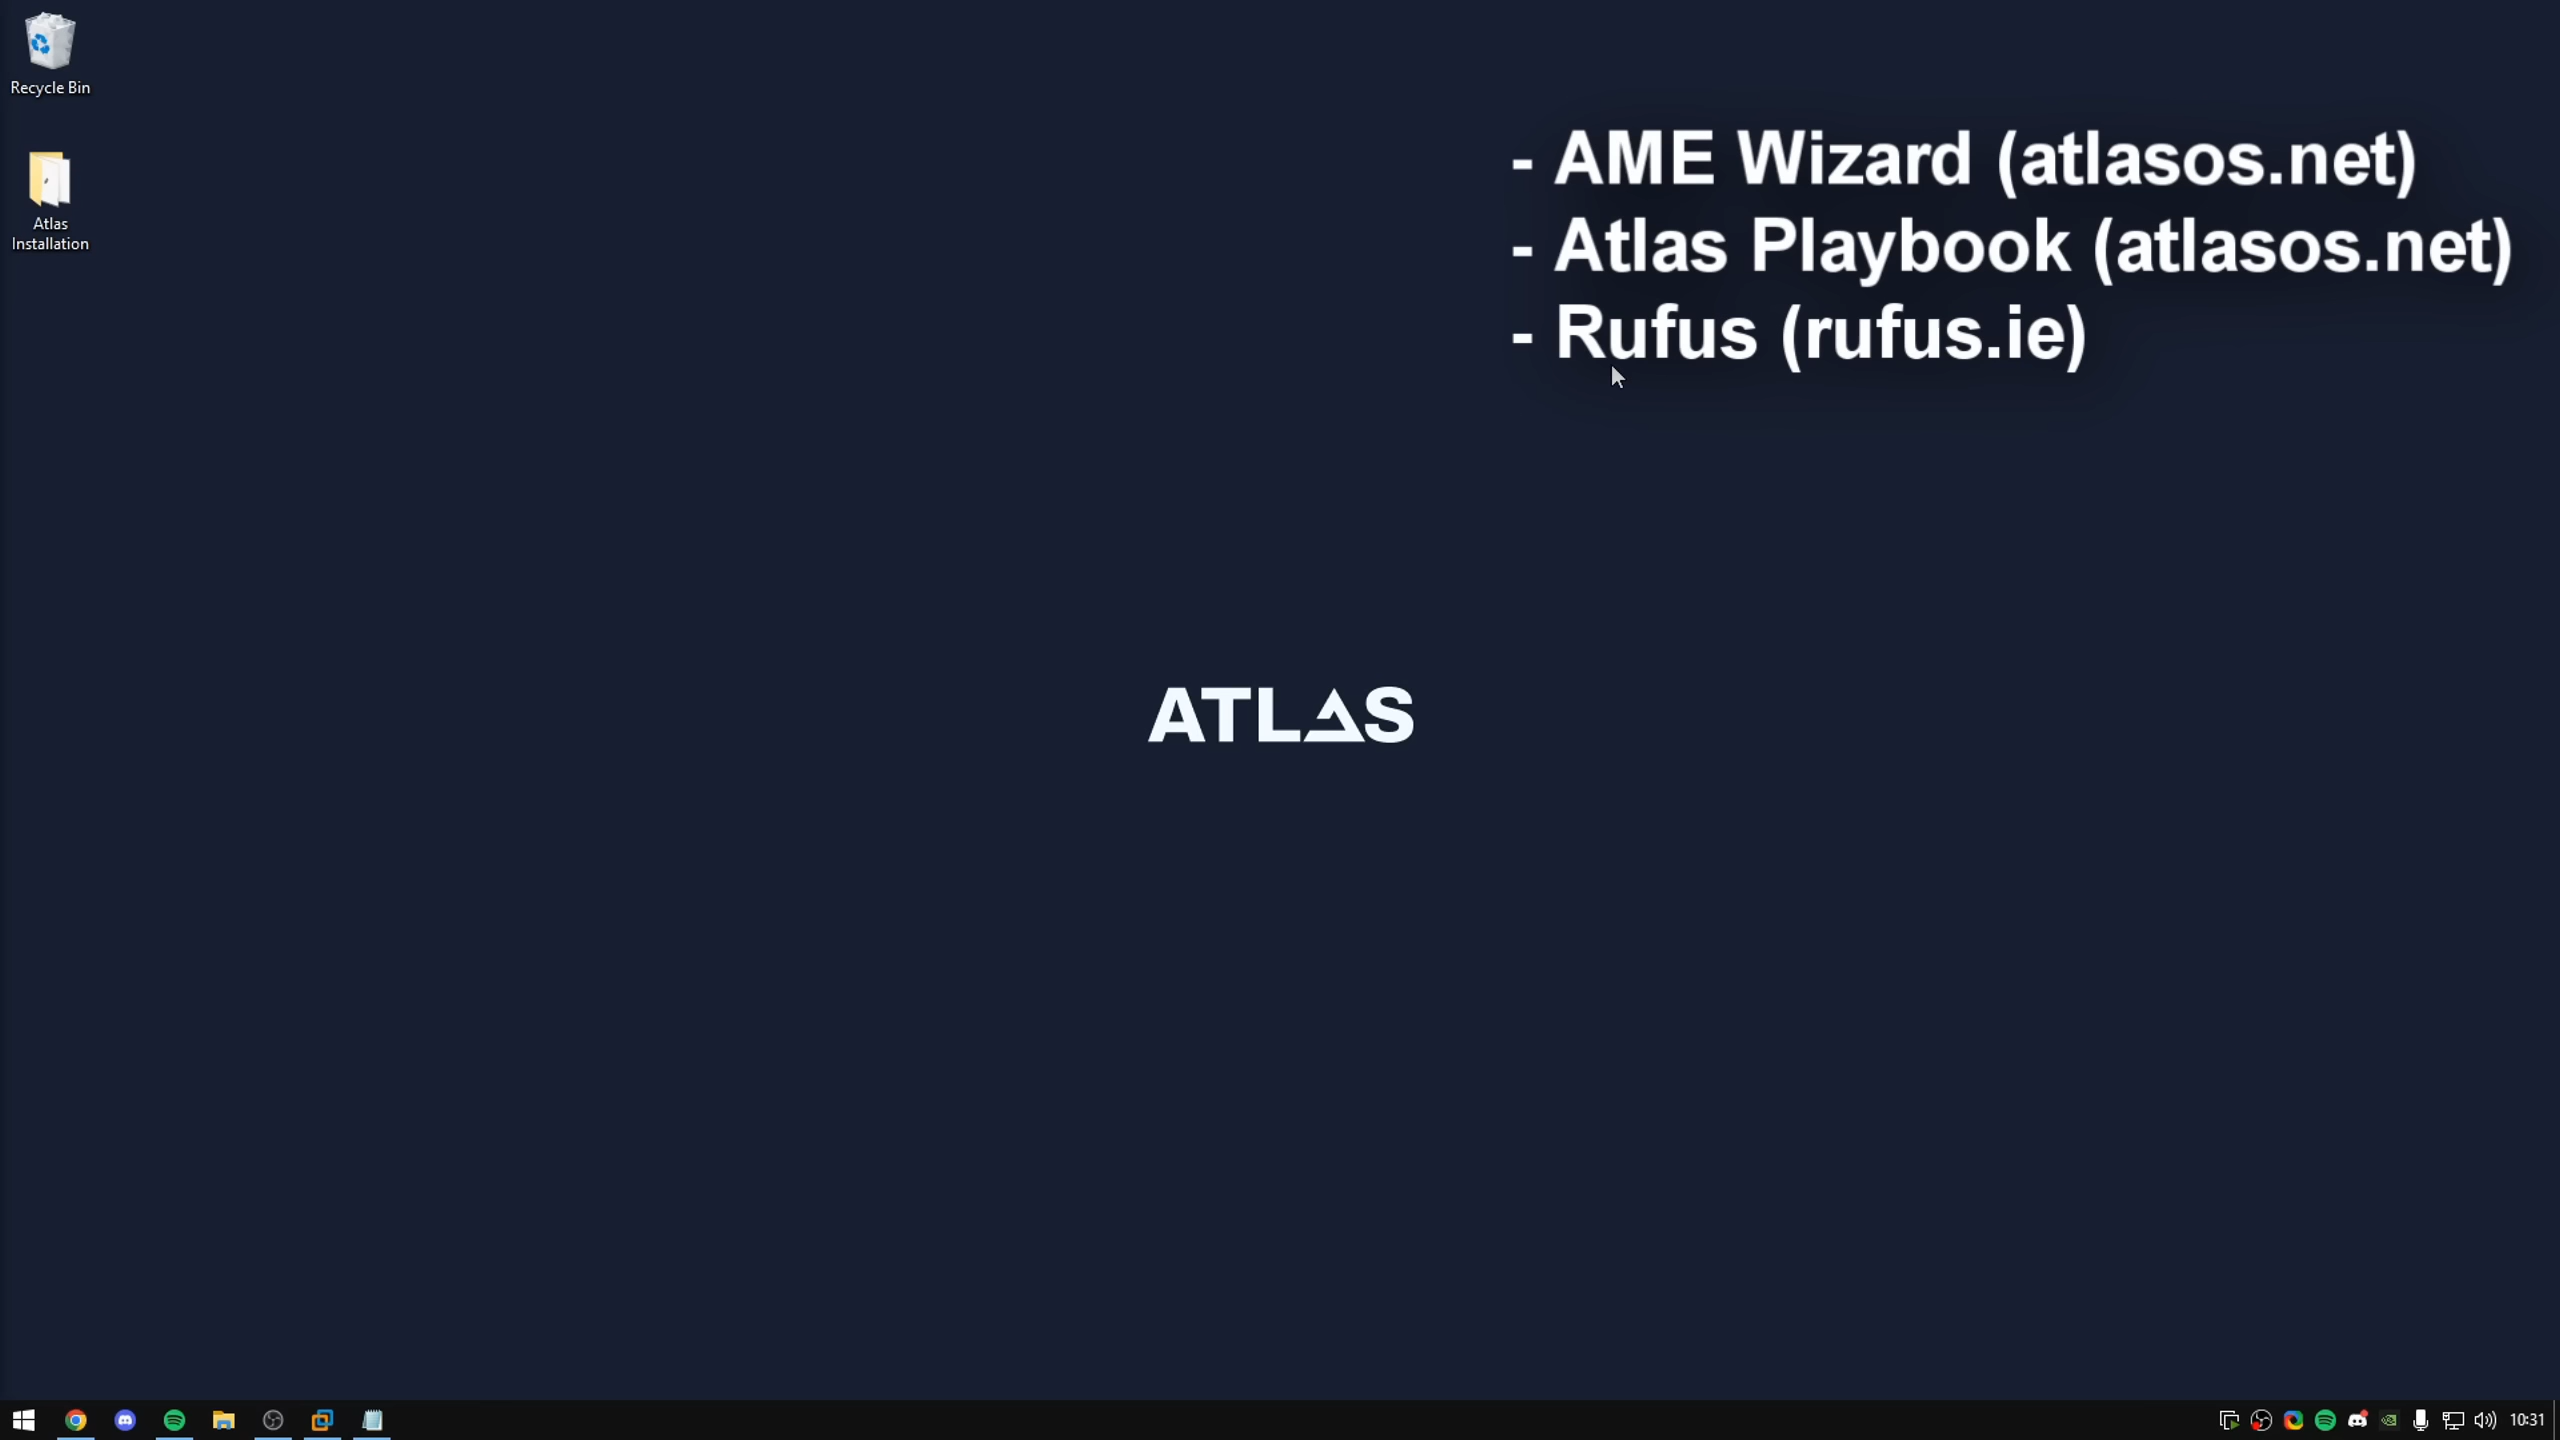 Recycle Bin
Atlas
Installation
- AME Wizard (atlasos.net)
- Atlas Playbook (atlasos.net)
- Rufus (rufus.ie)
ATLAS
10:31